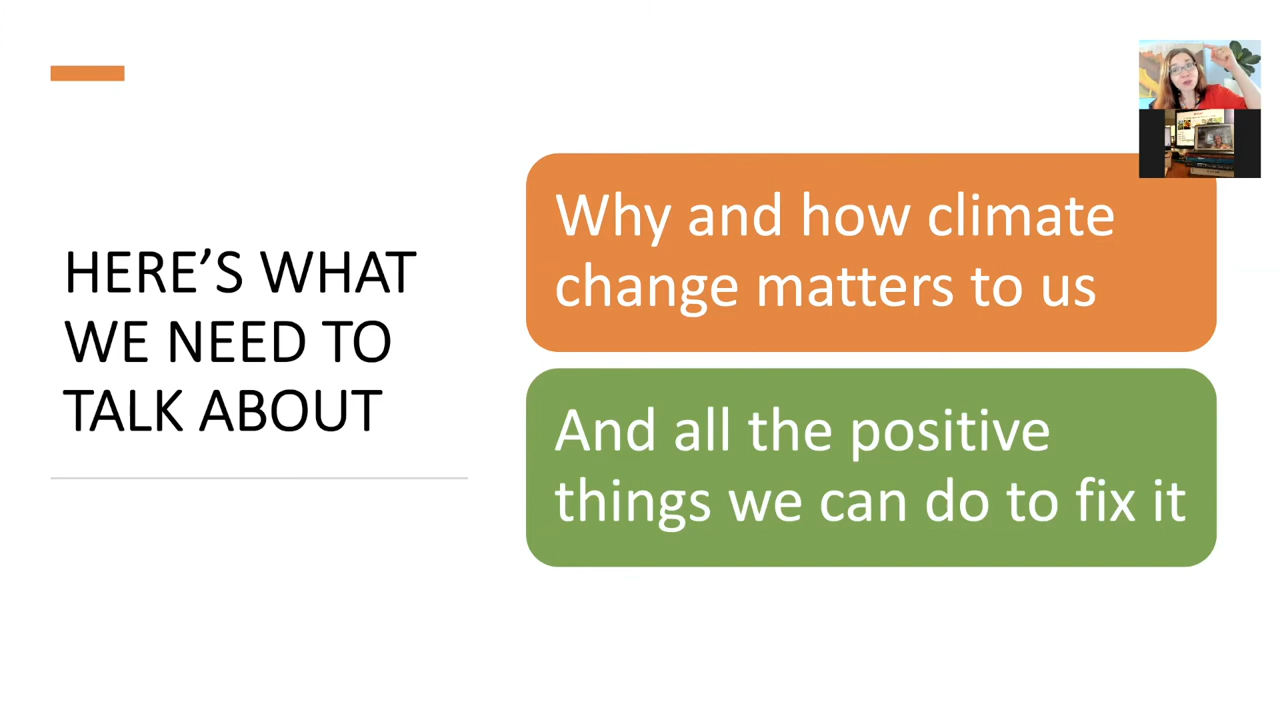 HERE’S WHAT
WE NEED TO
TALK ABOUT
Why and how climate
change matters to us
And all the positive
things we can do to fix it